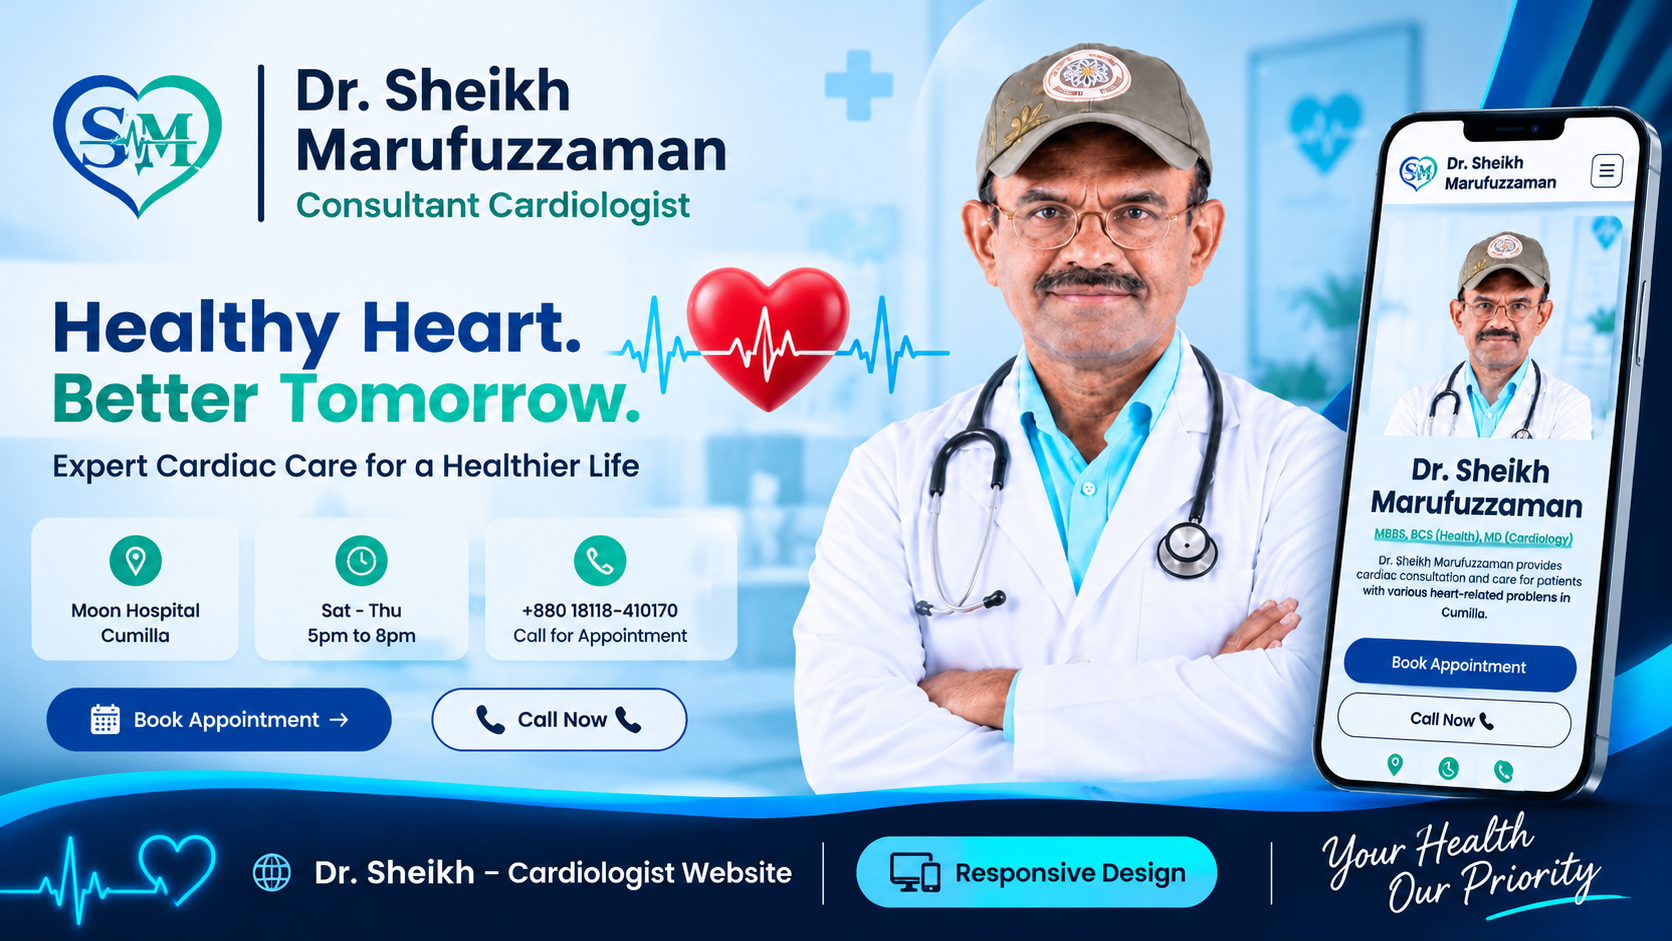 SM
Dr. Sheikh
Marufuzzaman
Consultant Cardiologist
Healthy Heart.
Better Tomorrow.
Expert Cardiac Care for a Healthier Life
Moon Hospital
Cumilla
Sat - Thu
5pm to 8pm
+880 18118-410170
Call for Appointment
Book Appointment →
Call Now
SM
Dr. Sheikh
Marufuzzaman
Dr. Sheikh
Marufuzzaman
MBBS, BCS (Health), MD (Cardiology)
Dr. Sheikh Marufuzzaman provides
cardiac consultation and care for patients
with various heart-related problens in
Cumilla.
Book Appointment
Call Now
Dr. Sheikh – Cardiologist Website
Responsive Design
Your Health
Our Priority